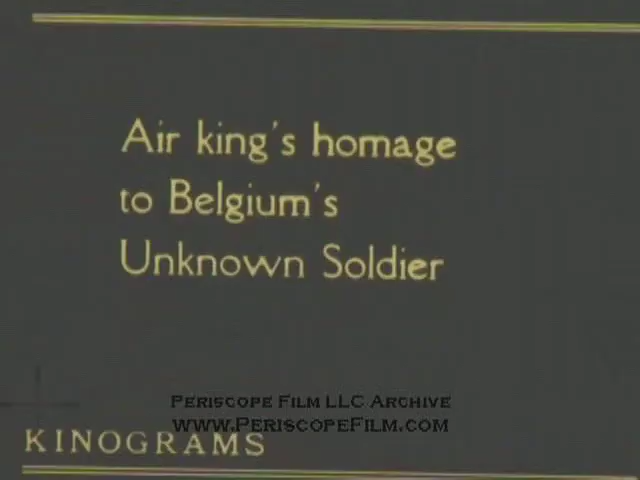 Air king's homage
to Belgium's
Unknown Soldier
Periscope Film LLC Archive
www.PeriscopeFilm.com
KINOGRAMS